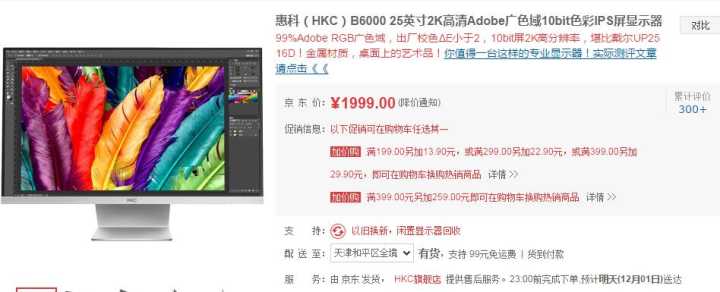 惠科（HKC）B6000 25英寸2K高清Adobe广色域10bit色彩IPS屏显示器
对比
99%Adobe RGB广色域，出厂校色ΔE小于2，10bit屏2K高分辨率，堪比戴尔UP25
16D！金属材质，桌面上的艺术品！你值得一台这样的专业显示器！实际测评文章
请点击《《
京 东 价：¥1999.00 (降价通知)
累计评价
300+
促销信息：以下促销可在购物车任选其一
加价购 满199.00另加13.90元，或满299.00另加22.90元，或满399.00另加
29.90元，即可在购物车换购热销商品 详情 >>
加价购 满399.00元另加259.00元即可在购物车换购热销商品 详情 >>
支 持：以旧换新，闲置显示器回收
配 送 至：天津和平区全境 有货，支持 99元免运费 | 货到付款
服 务：由 京东 发货， HKC旗舰店 提供售后服务。23:00前完成下单,预计明天(12月01日)送达
HKC